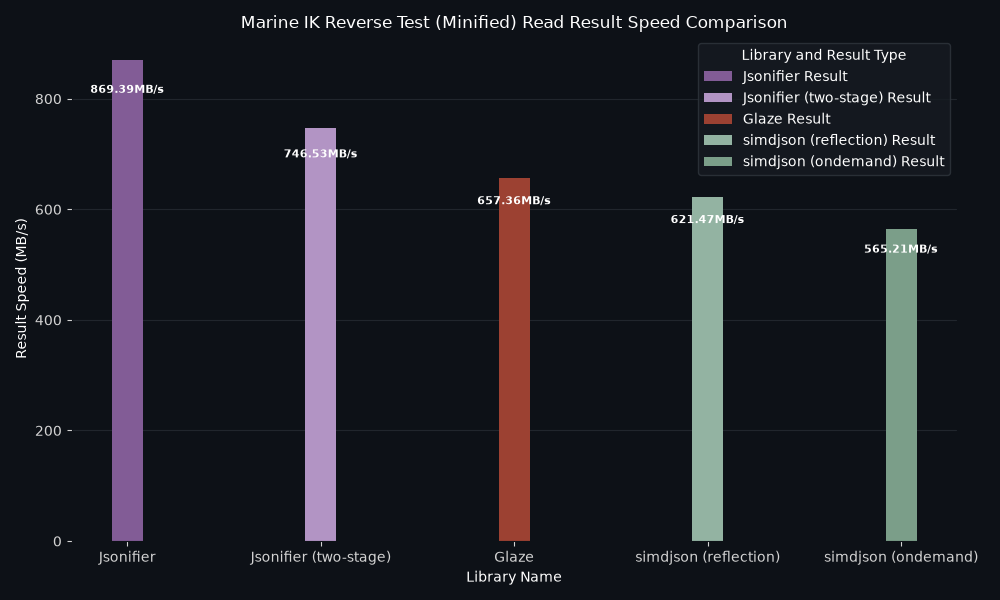 Marine IK Reverse Test (Minified) Read Result Speed Comparison
Library and Result Type
Jsonifier Result
Jsonifier (two-stage) Result
Glaze Result
simdjson (reflection) Result
simdjson (ondemand) Result
869.39MB/s
746.53MB/s
657.36MB/s
621.47MB/s
565.21MB/s
Result Speed (MB/s)
800
600
400
200
0
Jsonifier
Jsonifier (two-stage)
Glaze
simdjson (reflection)
simdjson (ondemand)
Library Name